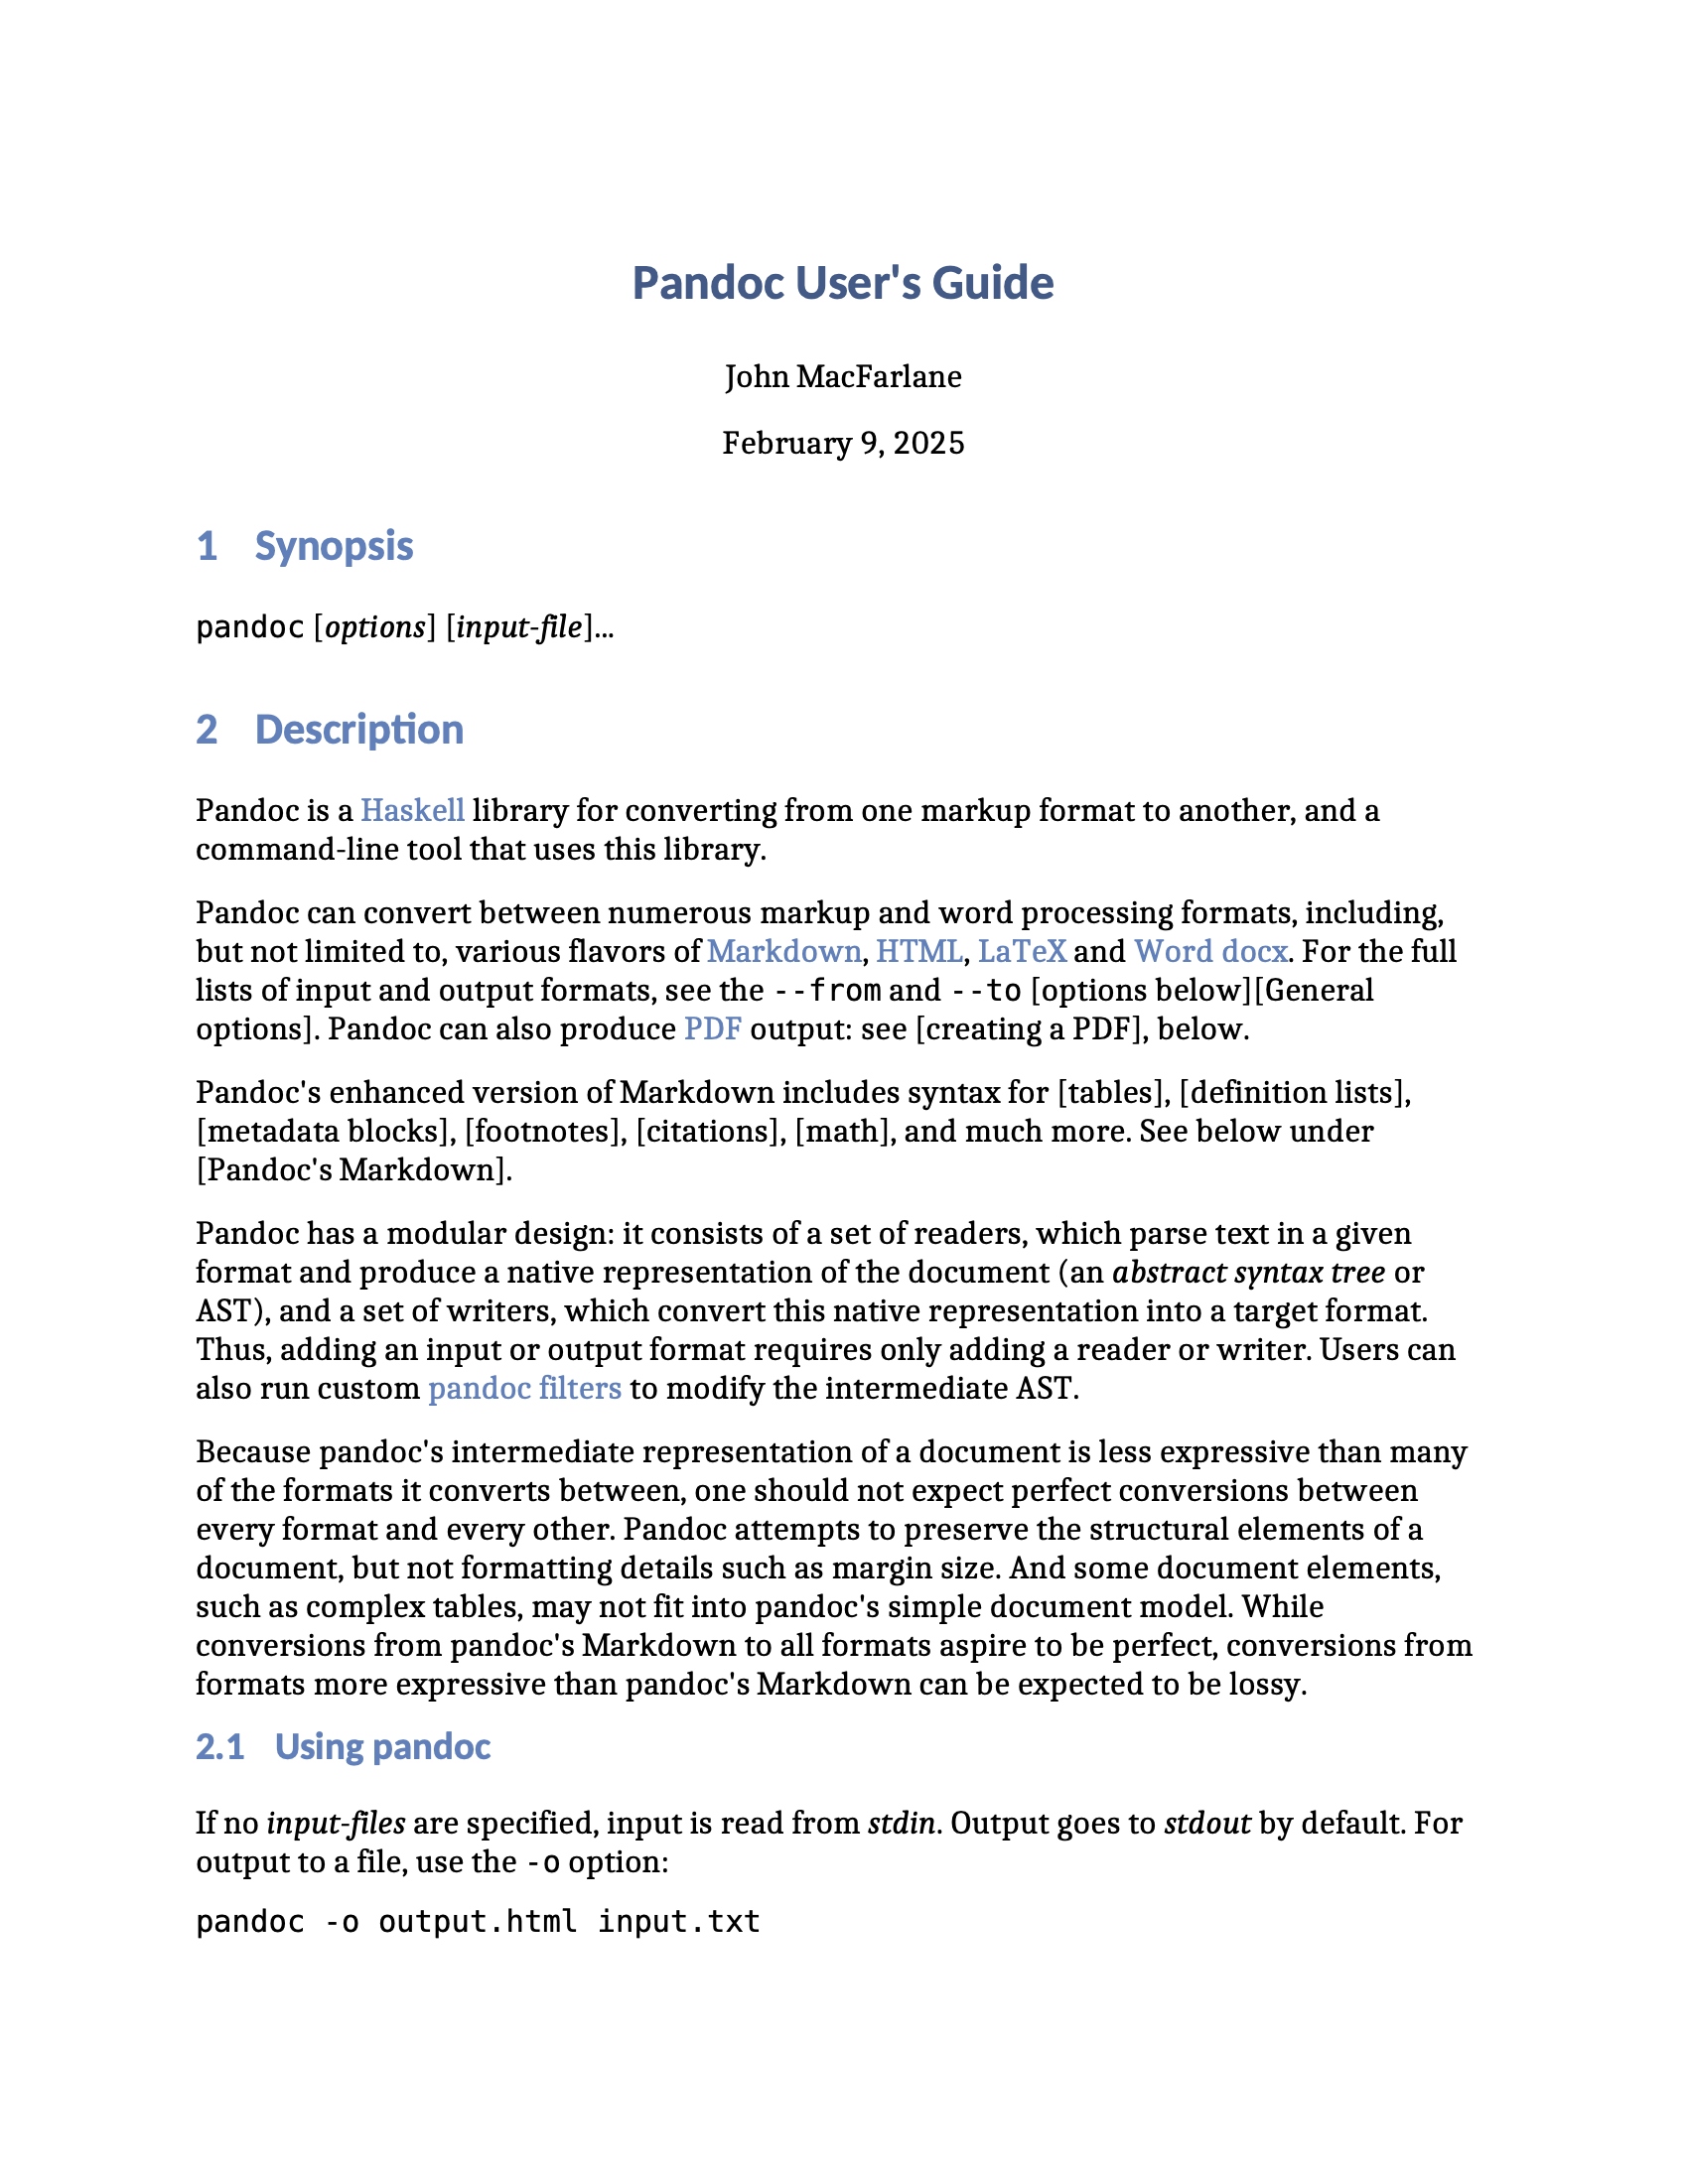 Pandoc User's Guide
John MacFarlane
February 9, 2025
1 Synopsis
pandoc [options] [input-file]...
2 Description
Pandoc is a Haskell library for converting from one markup format to another, and a
command-line tool that uses this library.
Pandoc can convert between numerous markup and word processing formats, including,
but not limited to, various flavors of Markdown, HTML, LaTeX and Word docx. For the full
lists of input and output formats, see the --from and --to [options below][General
options]. Pandoc can also produce PDF output: see [creating a PDF], below.
Pandoc's enhanced version of Markdown includes syntax for [tables], [definition lists],
[metadata blocks], [footnotes], [citations], [math], and much more. See below under
[Pandoc's Markdown].
Pandoc has a modular design: it consists of a set of readers, which parse text in a given
format and produce a native representation of the document (an abstract syntax tree or
AST), and a set of writers, which convert this native representation into a target format.
Thus, adding an input or output format requires only adding a reader or writer. Users can
also run custom pandoc filters to modify the intermediate AST.
Because pandoc's intermediate representation of a document is less expressive than many
of the formats it converts between, one should not expect perfect conversions between
every format and every other. Pandoc attempts to preserve the structural elements of a
document, but not formatting details such as margin size. And some document elements,
such as complex tables, may not fit into pandoc's simple document model. While
conversions from pandoc's Markdown to all formats aspire to be perfect, conversions from
formats more expressive than pandoc's Markdown can be expected to be lossy.
2.1 Using pandoc
If no input-files are specified, input is read from stdin. Output goes to stdout by default. For
output to a file, use the -o option:
pandoc -o output.html input.txt